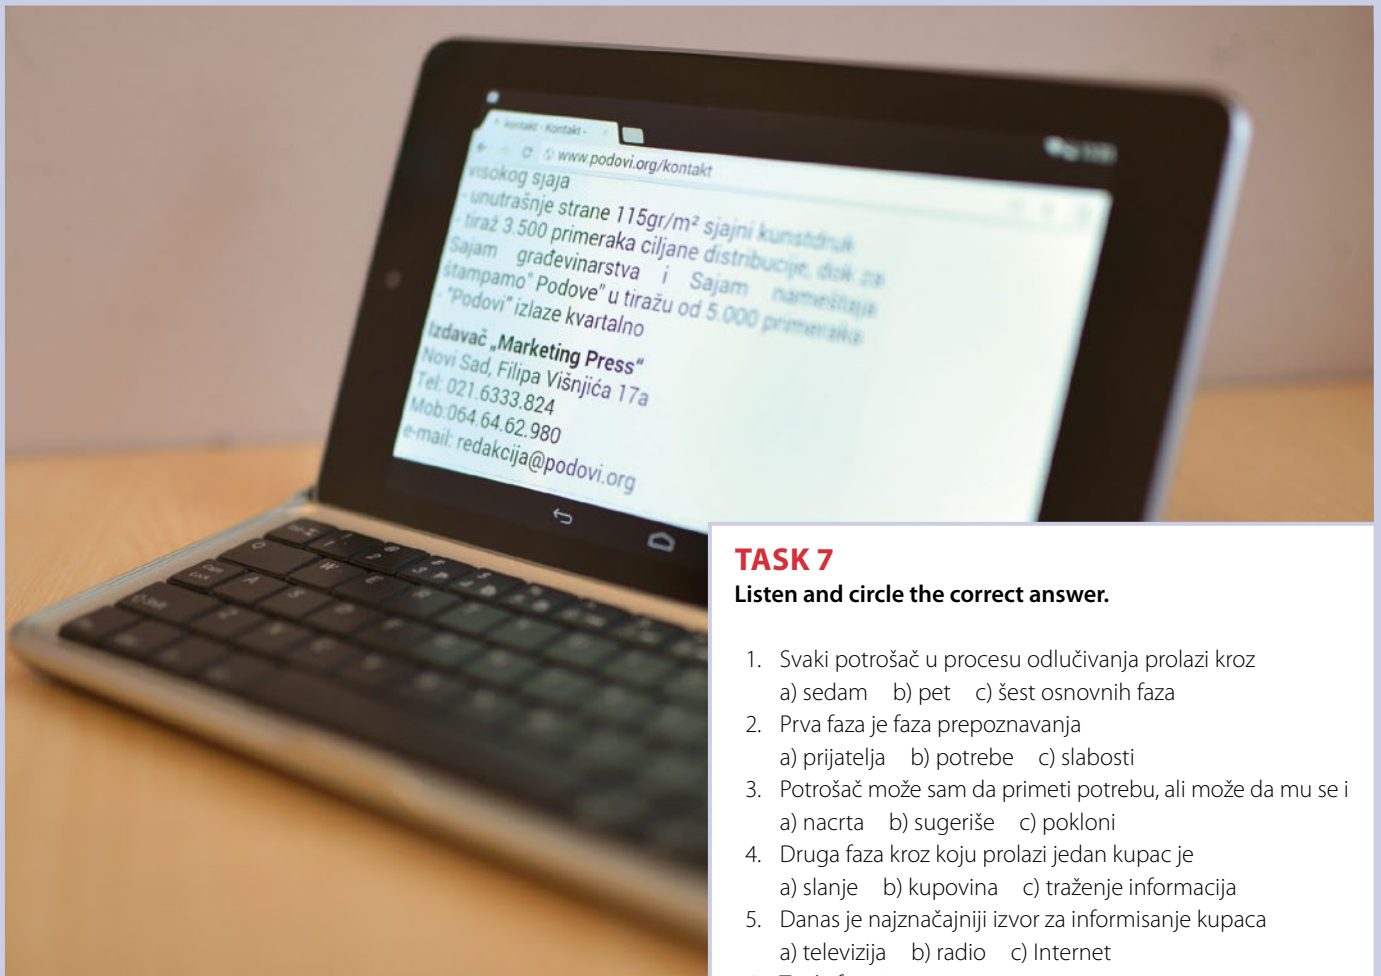 kontakt - Kontakt -
www.podovi.org/kontakt
visokog sjaja
- unutrašnje strane 115gr/m² sjajni kunstdruk
- tiraž 3.500 primeraka ciljane distribucije, dok za
Sajam građevinarstva i Sajam nameštaja
štampamo" Podove" u tiražu od 5.000 primeraka
- "Podovi" izlaze kvartalno
Izdavač „Marketing Press“
Novi Sad, Filipa Višnjića 17a
Tel: 021.6333.824
Mob:064.64.62.980
e-mail: redakcija@podovi.org
TASK 7
Listen and circle the correct answer.
1. Svaki potrošač u procesu odlučivanja prolazi kroz
a) sedam b) pet c) šest osnovnih faza
2. Prva faza je faza prepoznavanja
a) prijatelja b) potrebe c) slabosti
3. Potrošač može sam da primeti potrebu, ali može da mu se i
a) nacrta b) sugeriše c) pokloni
4. Druga faza kroz koju prolazi jedan kupac je
a) slanje b) kupovina c) traženje informacija
5. Danas je najznačajniji izvor za informisanje kupaca
a) televizija b) radio c) Internet